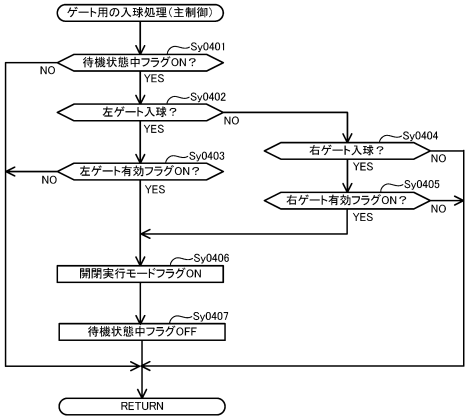 ゲート用の入球処理(主制御)
Sy0401
待機状態中フラグON?
NO
YES
Sy0402
左ゲート入球?
NO
YES
Sy0404
右ゲート入球?
NO
YES
Sy0403
左ゲート有効フラグON?
NO
YES
Sy0405
右ゲート有効フラグON?
NO
YES
Sy0406
開閉実行モードフラグON
Sy0407
待機状態中フラグOFF
RETURN